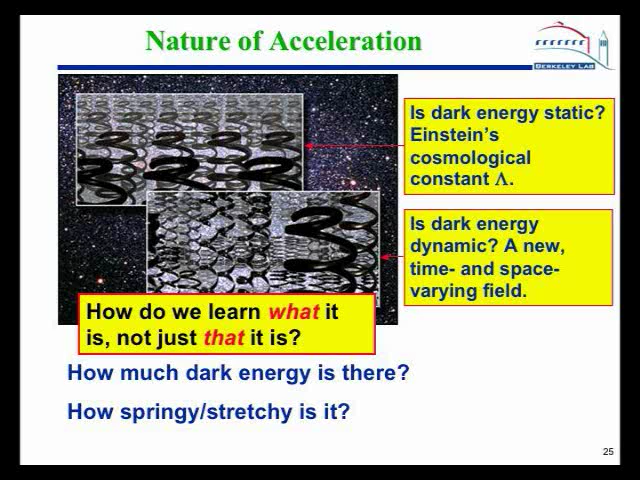 Nature of Acceleration
BERKELEY LAB
Is dark energy static?
Einstein's
cosmological
constant Λ.
Is dark energy
dynamic? A new,
time- and space-
varying field.
How do we learn what it
is, not just that it is?
How much dark energy is there?
How springy/stretchy is it?
25